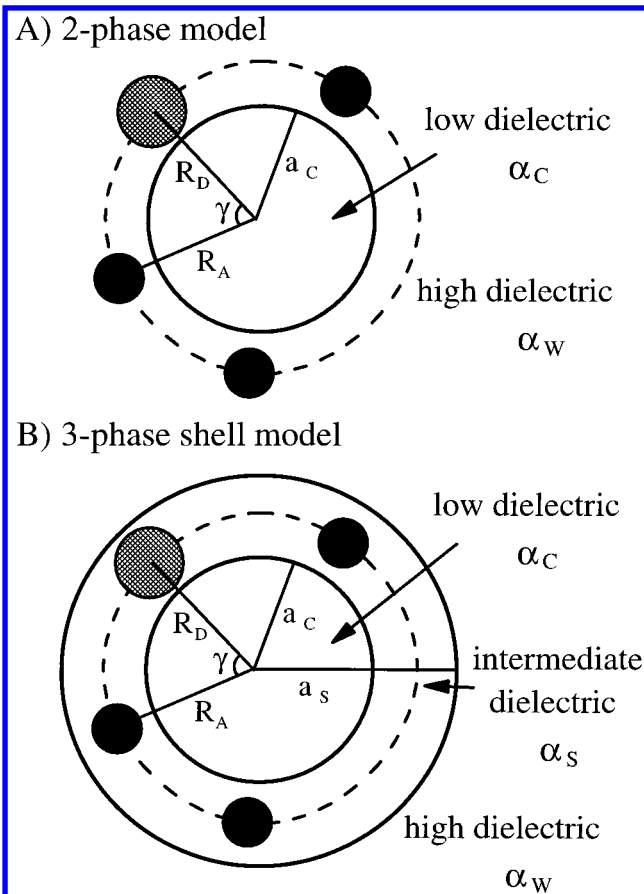 A) 2-phase model
low dielectric
α_C
R_D
a_C
γ
R_A
high dielectric
α_W
B) 3-phase shell model
low dielectric
α_C
R_D
a_C
γ
intermediate
a_S
dielectric
R_A
α_S
high dielectric
α_W